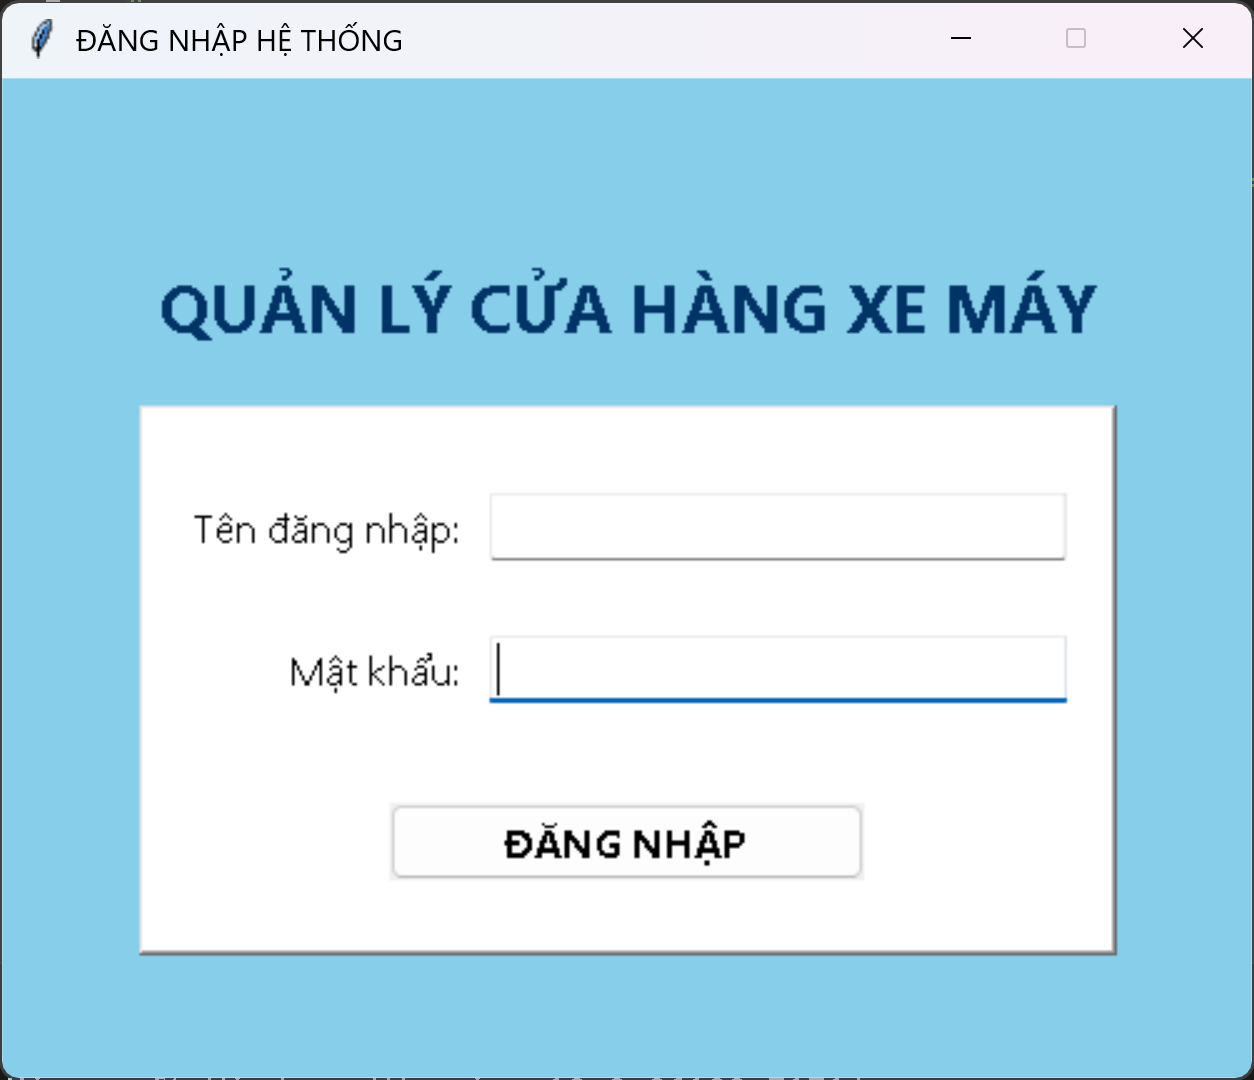 ĐĂNG NHẬP HỆ THỐNG
QUẢN LÝ CỬA HÀNG XE MÁY
Tên đăng nhập:
Mật khẩu:
ĐĂNG NHẬP